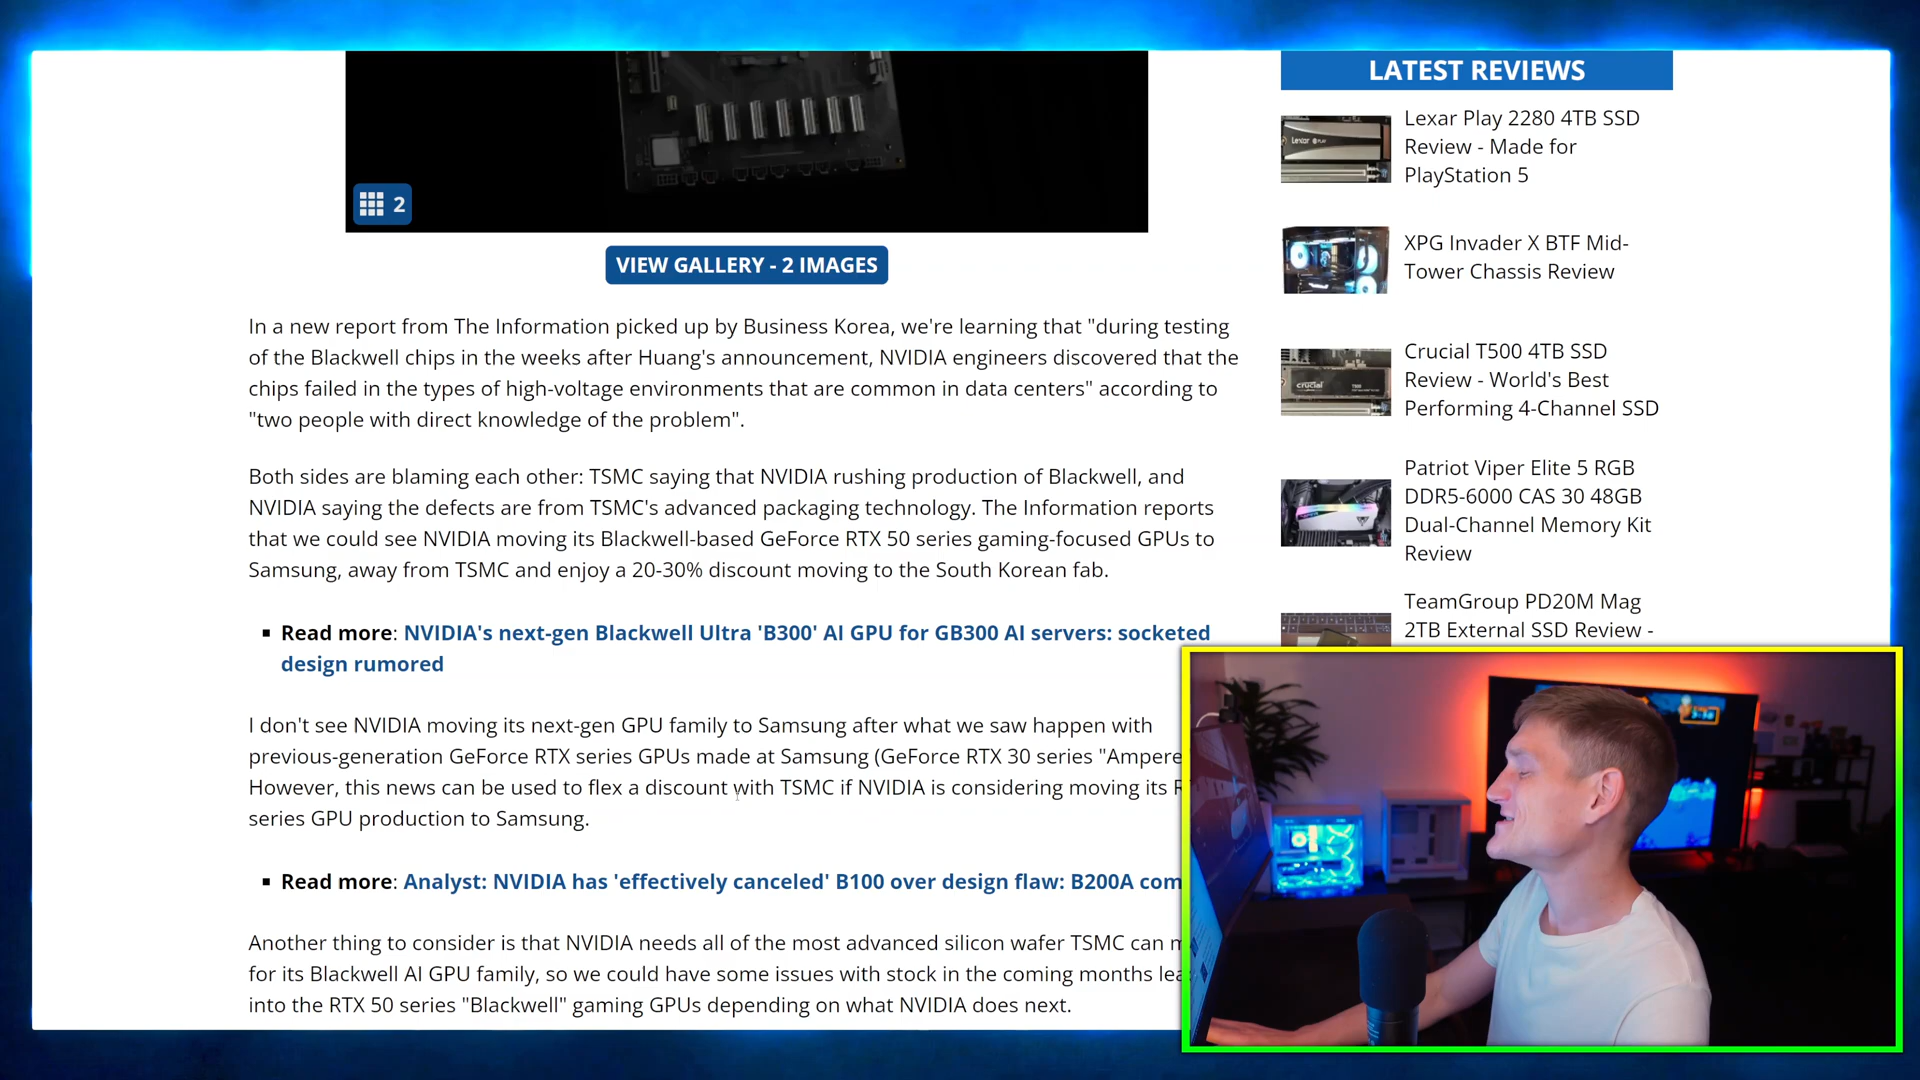 LATEST REVIEWS
Lexar Play 2280 4TB SSD
Review - Made for
PlayStation 5
2
XPG Invader X BTF Mid-
Tower Chassis Review
VIEW GALLERY - 2 IMAGES
In a new report from The Information picked up by Business Korea, we're learning that "during testing
of the Blackwell chips in the weeks after Huang's announcement, NVIDIA engineers discovered that the
chips failed in the types of high-voltage environments that are common in data centers" according to
"two people with direct knowledge of the problem".
Crucial T500 4TB SSD
Review - World's Best
Performing 4-Channel SSD
Both sides are blaming each other: TSMC saying that NVIDIA rushing production of Blackwell, and
NVIDIA saying the defects are from TSMC's advanced packaging technology. The Information reports
that we could see NVIDIA moving its Blackwell-based GeForce RTX 50 series gaming-focused GPUs to
Samsung, away from TSMC and enjoy a 20-30% discount moving to the South Korean fab.
Patriot Viper Elite 5 RGB
DDR5-6000 CAS 30 48GB
Dual-Channel Memory Kit
Review
TeamGroup PD20M Mag
2TB External SSD Review -
▪ Read more: NVIDIA's next-gen Blackwell Ultra 'B300' AI GPU for GB300 AI servers: socketed
design rumored
I don't see NVIDIA moving its next-gen GPU family to Samsung after what we saw happen with
previous-generation GeForce RTX series GPUs made at Samsung (GeForce RTX 30 series "Ampere
However, this news can be used to flex a discount with TSMC if NVIDIA is considering moving its
series GPU production to Samsung.
▪ Read more: Analyst: NVIDIA has 'effectively canceled' B100 over design flaw: B200A com
Another thing to consider is that NVIDIA needs all of the most advanced silicon wafer TSMC can
for its Blackwell AI GPU family, so we could have some issues with stock in the coming months
into the RTX 50 series "Blackwell" gaming GPUs depending on what NVIDIA does next.